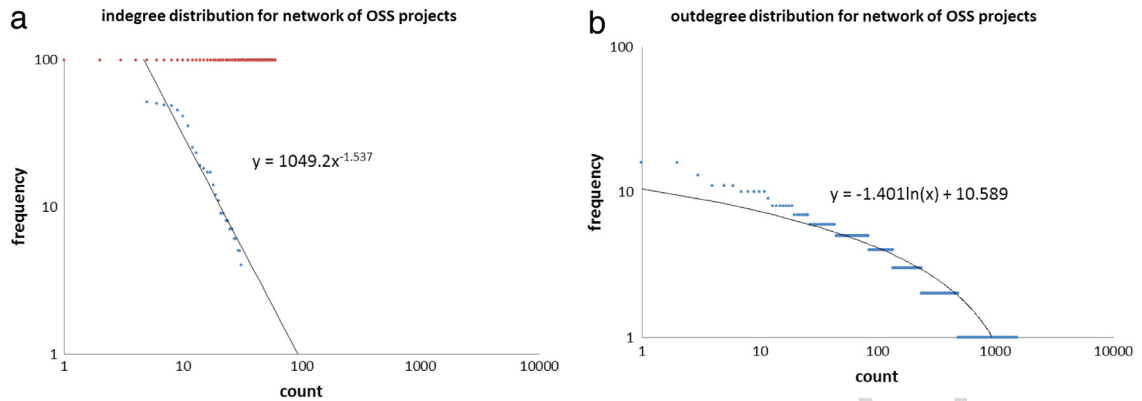 a
indegree distribution for network of OSS projects
100
10
1
frequency
y = 1049.2x^-1.537
1 10 100 1000 10000
count
b
outdegree distribution for network of OSS projects
100
10
1
frequency
y = -1.401ln(x) + 10.589
1 10 100 1000 10000
count